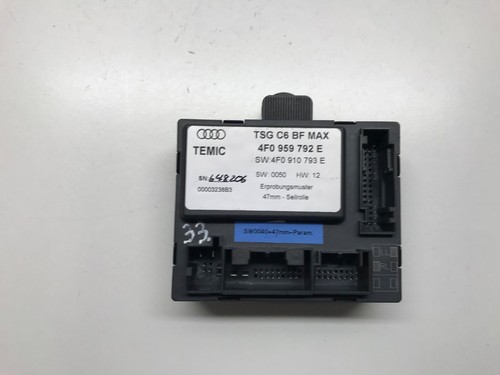 TSG C6 BF MAX
TEMIC
4F0 959 792 E
SW:4F0 910 793 E
SN: 648206
SW: 0050 HW: 12
00003236B3
Erprobungsmuster
47mm - Seilrolle
33.
SW0040+47mm+Param.